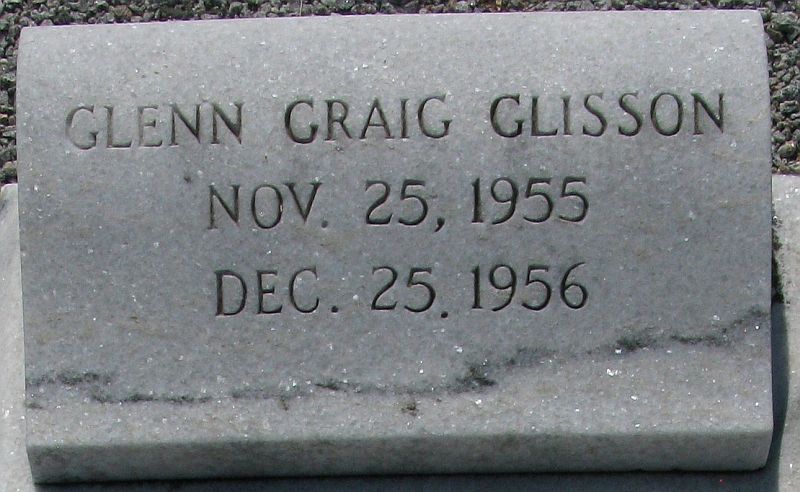 GLENN GRAIG GLISSON
NOV. 25, 1955
DEC. 25. 1956